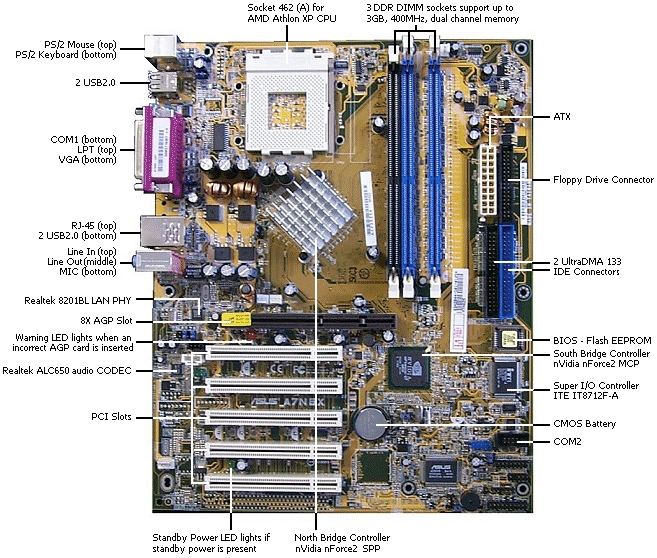 Socket 462 (A) for
AMD Athlon XP CPU
3 DDR DIMM sockets support up to
3GB, 400MHz, dual channel memory
PS/2 Mouse (top)
PS/2 Keyboard (bottom)
2 USB2.0
ATX
COM1 (bottom)
LPT (top)
VGA (bottom)
Floppy Drive Connector
RJ-45 (top)
2 USB2.0 (bottom)
Line In (top)
Line Out(middle)
MIC (bottom)
2 UltraDMA 133
IDE Connectors
Realtek 8201BL LAN PHY
8X AGP Slot
Warning LED lights when an
incorrect AGP card is inserted
BIOS - Flash EEPROM
South Bridge Controller
nVidia nForce2 MCP
Realtek ALC650 audio CODEC
Super I/O Controller
ITE IT8712F-A
ASUS
PCI Slots
CMOS Battery
COM2
ASUS
Standby Power LED lights if
standby power is present
North Bridge Controller
nVidia nForce2 SPP